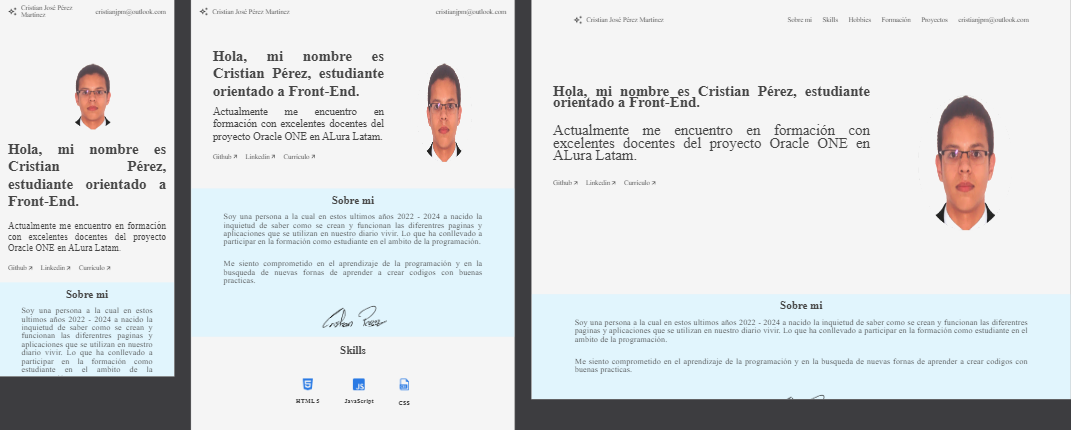 Cristian José Pérez
Martínez
cristianjpm@outlook.com
Hola, mi nombre es
Cristian Pérez,
estudiante orientado a
Front-End.
Actualmente me encuentro en formación
con excelentes docentes del proyecto
Oracle ONE en ALura Latam.
Github Linkedin Curriculo
Sobre mi
Soy una persona a la cual en estos
ultimos años 2022 - 2024 a nacido la
inquietud de saber como se crean y
funcionan las diferentres paginas y
aplicaciones que se utilizan en nuestro
diario vivir. Lo que ha conllevado a
participar en la formación como
estudiante en el ambito de la
Cristian José Pérez Martínez
cristianjpm@outlook.com
Hola, mi nombre es
Cristian Pérez, estudiante
orientado a Front-End.
Actualmente me encuentro en
formación con excelentes docentes del
proyecto Oracle ONE en ALura Latam.
Github Linkedin Curriculo
Sobre mi
Soy una persona a la cual en estos ultimos años 2022 - 2024 a nacido la
inquietud de saber como se crean y funcionan las diferentres paginas y
aplicaciones que se utilizan en nuestro diario vivir. Lo que ha conllevado a
participar en la formación como estudiante en el ambito de la programación.
Me siento comprometido en el aprendizaje de la programación y en la
busqueda de nuevas fornas de aprender a crear codigos con buenas
practicas.
Cristian Perez
Skills
HTML 5 JavaScript CSS
Cristian José Pérez Martínez
Sobre mi Skills Hobbies Formación Proyectos cristianjpm@outlook.com
Hola, mi nombre es Cristian Pérez, estudiante
orientado a Front-End.
Actualmente me encuentro en formación con
excelentes docentes del proyecto Oracle ONE en
ALura Latam.
Github Linkedin Curriculo
Sobre mi
Soy una persona a la cual en estos ultimos años 2022 - 2024 a nacido la inquietud de saber como se crean y funcionan las diferentres
paginas y aplicaciones que se utilizan en nuestro diario vivir. Lo que ha conllevado a participar en la formación como estudiante en el
ambito de la programación.
Me siento comprometido en el aprendizaje de la programación y en la busqueda de nuevas fornas de aprender a crear codigos con
buenas practicas.